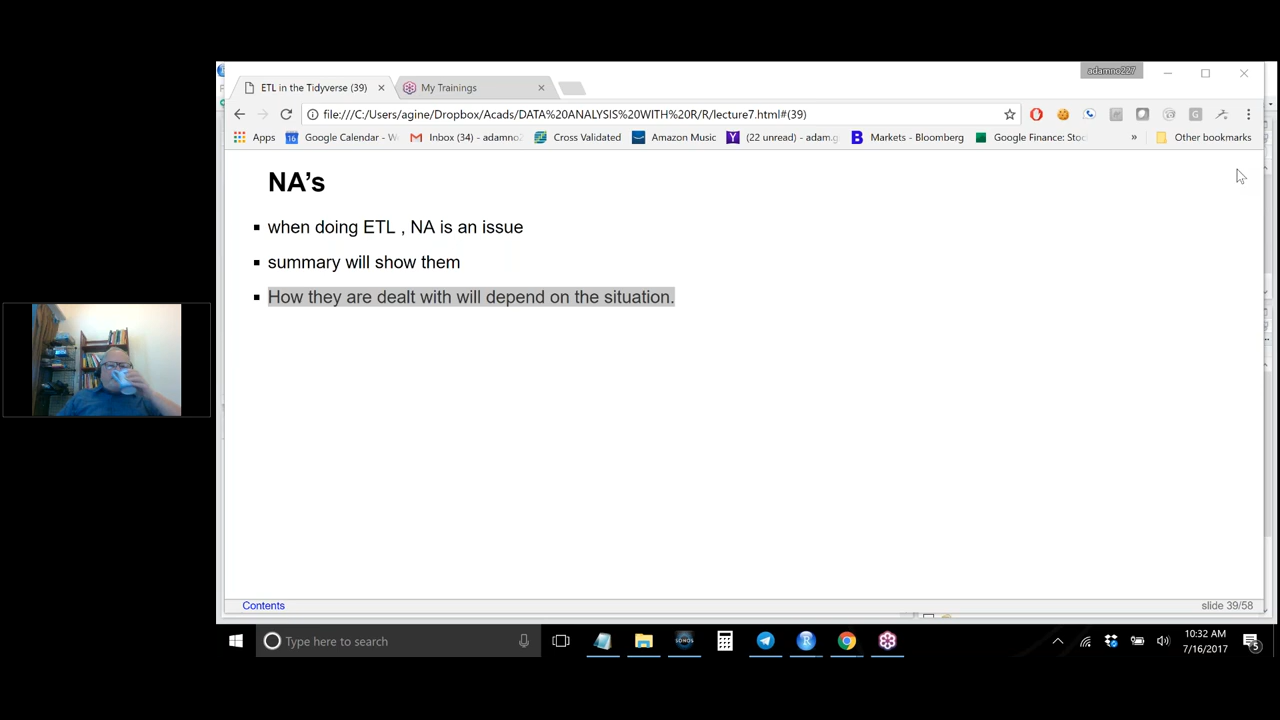 adamno227
ETL in the Tidyverse (39)
My Trainings
file:///C:/Users/agine/Dropbox/Acads/DATA%20ANALYSIS%20WITH%20R/R/lecture7.html#(39)
Apps
Google Calendar - W
Inbox (34) - adamno
Cross Validated
Amazon Music
(22 unread) - adam.g
Markets - Bloomberg
Google Finance: Stoc
»
Other bookmarks
NA's
when doing ETL , NA is an issue
summary will show them
How they are dealt with will depend on the situation.
Contents
slide 39/58
Type here to search
SONOS
10:32 AM
7/16/2017
5